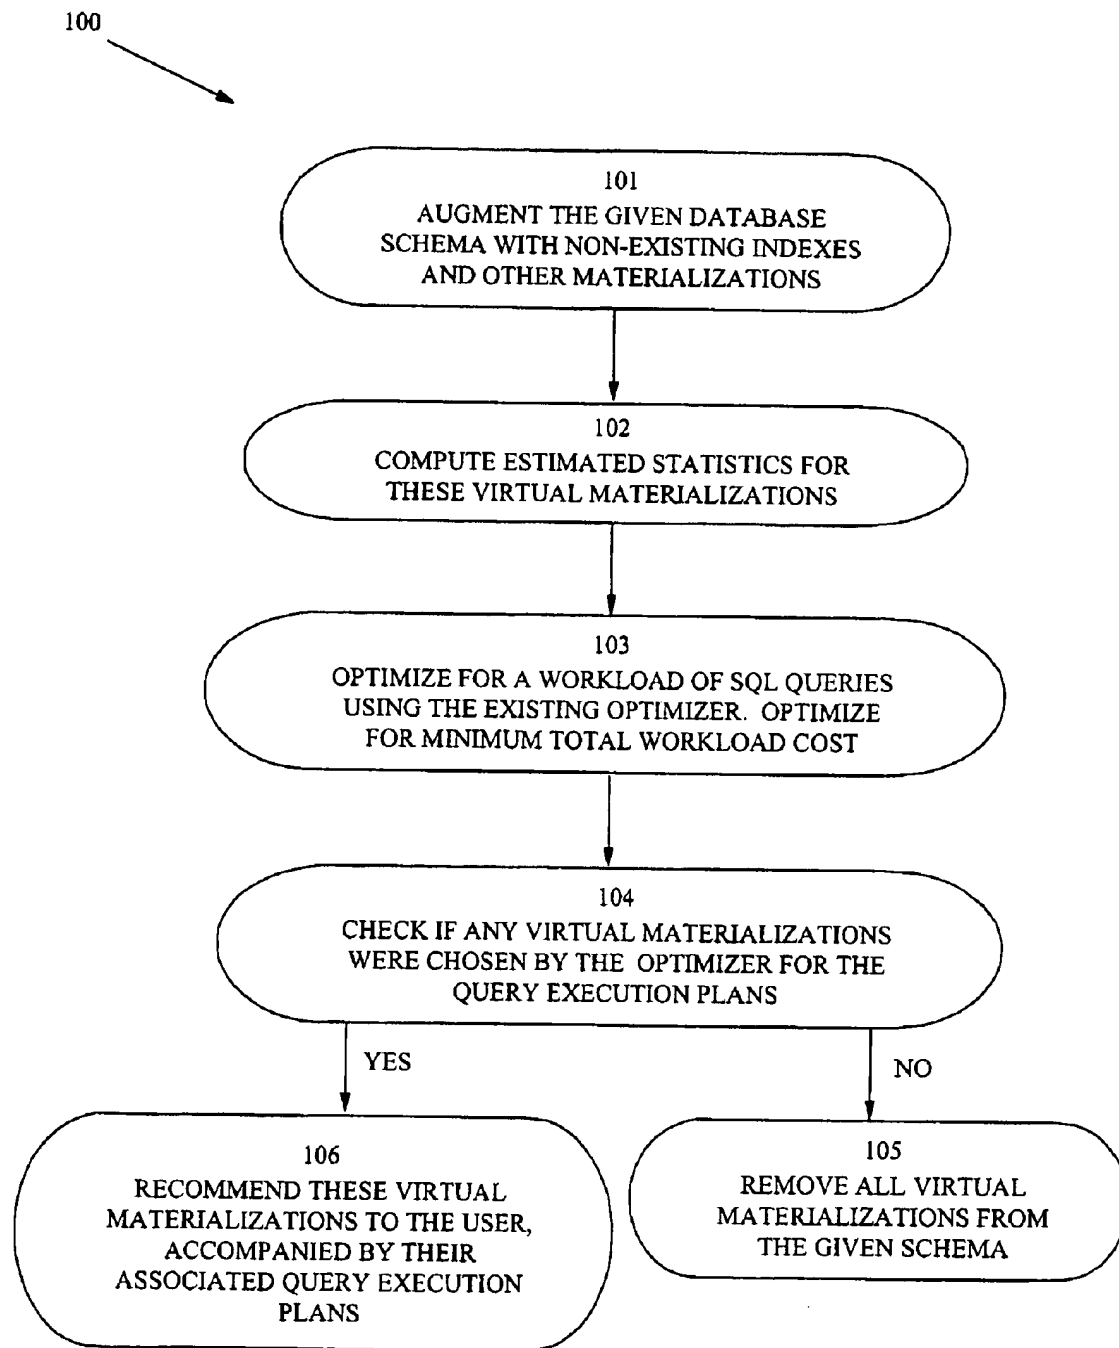 100
101
AUGMENT THE GIVEN DATABASE
SCHEMA WITH NON-EXISTING INDEXES
AND OTHER MATERIALIZATIONS
102
COMPUTE ESTIMATED STATISTICS FOR
THESE VIRTUAL MATERIALIZATIONS
103
OPTIMIZE FOR A WORKLOAD OF SQL QUERIES
USING THE EXISTING OPTIMIZER. OPTIMIZE
FOR MINIMUM TOTAL WORKLOAD COST
104
CHECK IF ANY VIRTUAL MATERIALIZATIONS
WERE CHOSEN BY THE OPTIMIZER FOR THE
QUERY EXECUTION PLANS
YES
NO
106
RECOMMEND THESE VIRTUAL
MATERIALIZATIONS TO THE USER,
ACCOMPANIED BY THEIR
ASSOCIATED QUERY EXECUTION
PLANS
105
REMOVE ALL VIRTUAL
MATERIALIZATIONS FROM
THE GIVEN SCHEMA